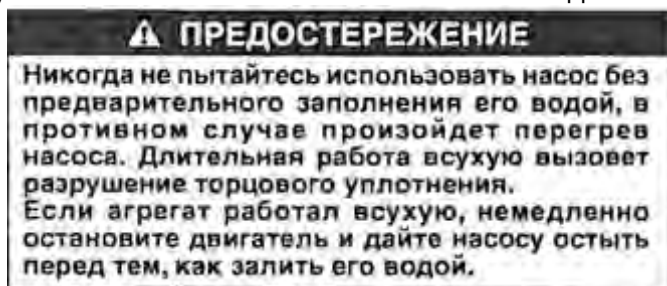 ⚠ ПРЕДОСТЕРЕЖЕНИЕ
Никогда не пытайтесь использовать насос без
предварительного заполнения его водой, в
противном случае произойдет перегрев
насоса. Длительная работа всухую вызовет
разрушение торцового уплотнения.
Если агрегат работал всухую, немедленно
остановите двигатель и дайте насосу остыть
перед тем, как залить его водой.